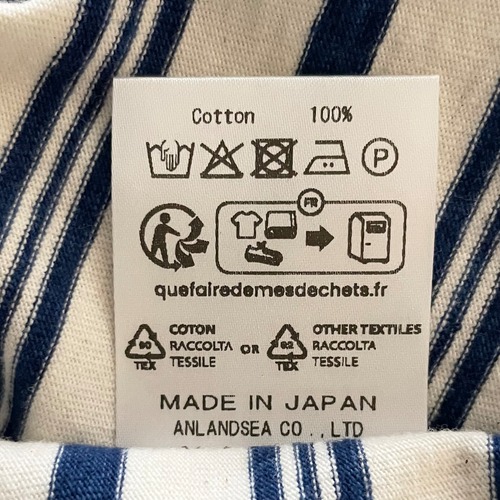 Cotton 100%
P
FR
quefairedemesdechets.fr
60 TEX COTON RACCOLTA TESSILE OR 62 TEX OTHER TEXTILES RACCOLTA TESSILE
MADE IN JAPAN
ANLANDSEA CO.,LTD